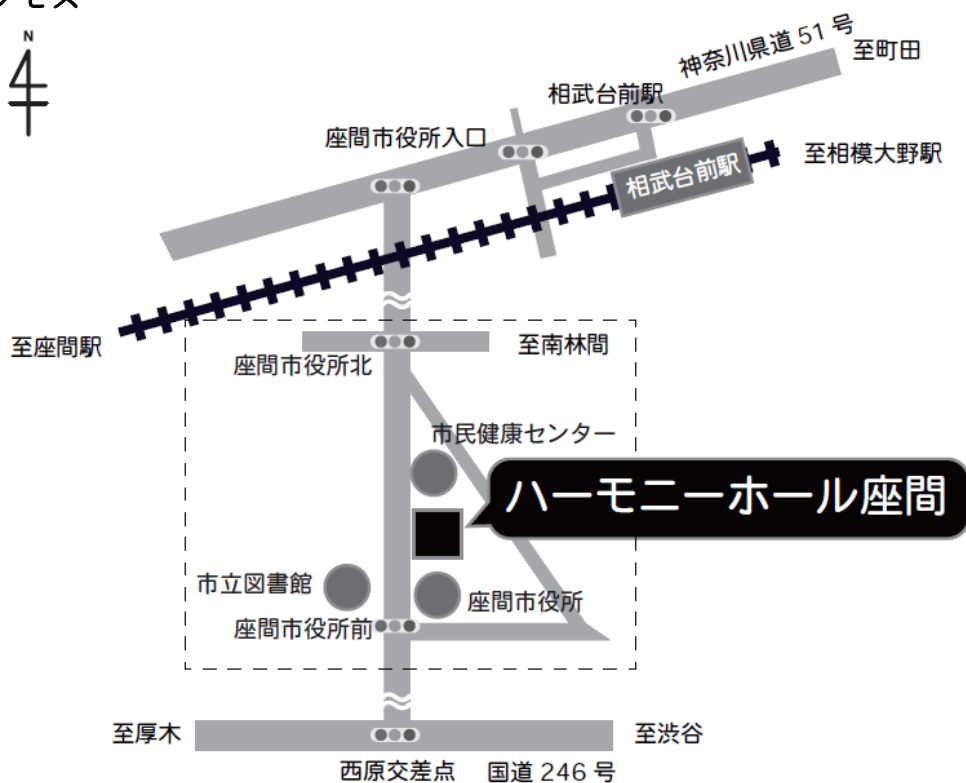 N
神奈川県道 51 号
至町田
相武台前駅
座間市役所入口
至相模大野駅
相武台前駅
至座間駅
至南林間
座間市役所北
市民健康センター
ハーモニーホール座間
市立図書館
座間市役所
座間市役所前
至厚木
至渋谷
西原交差点
国道 246 号